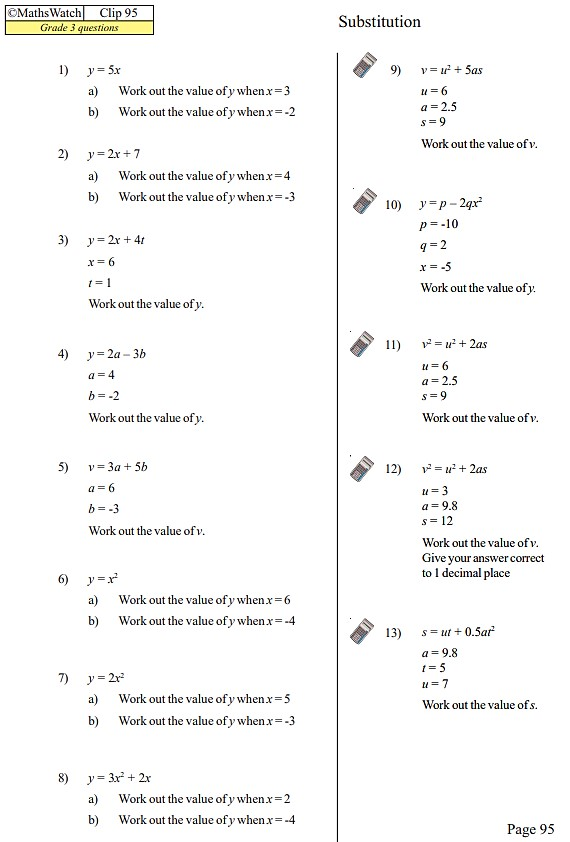 ©MathsWatch Clip 95
Grade 3 questions
Substitution
1) y = 5x
a) Work out the value of y when x = 3
b) Work out the value of y when x = -2
2) y = 2x + 7
a) Work out the value of y when x = 4
b) Work out the value of y when x = -3
3) y = 2x + 4t
x = 6
t = 1
Work out the value of y.
4) y = 2a – 3b
a = 4
b = -2
Work out the value of y.
5) v = 3a + 5b
a = 6
b = -3
Work out the value of v.
6) y = x²
a) Work out the value of y when x = 6
b) Work out the value of y when x = -4
7) y = 2x²
a) Work out the value of y when x = 5
b) Work out the value of y when x = -3
8) y = 3x² + 2x
a) Work out the value of y when x = 2
b) Work out the value of y when x = -4
9) v = u² + 5as
u = 6
a = 2.5
s = 9
Work out the value of v.
10) y = p – 2qx²
p = -10
q = 2
x = -5
Work out the value of y.
11) v² = u² + 2as
u = 6
a = 2.5
s = 9
Work out the value of v.
12) v² = u² + 2as
u = 3
a = 9.8
s = 12
Work out the value of v.
Give your answer correct
to 1 decimal place
13) s = ut + 0.5at²
a = 9.8
t = 5
u = 7
Work out the value of s.
Page 95